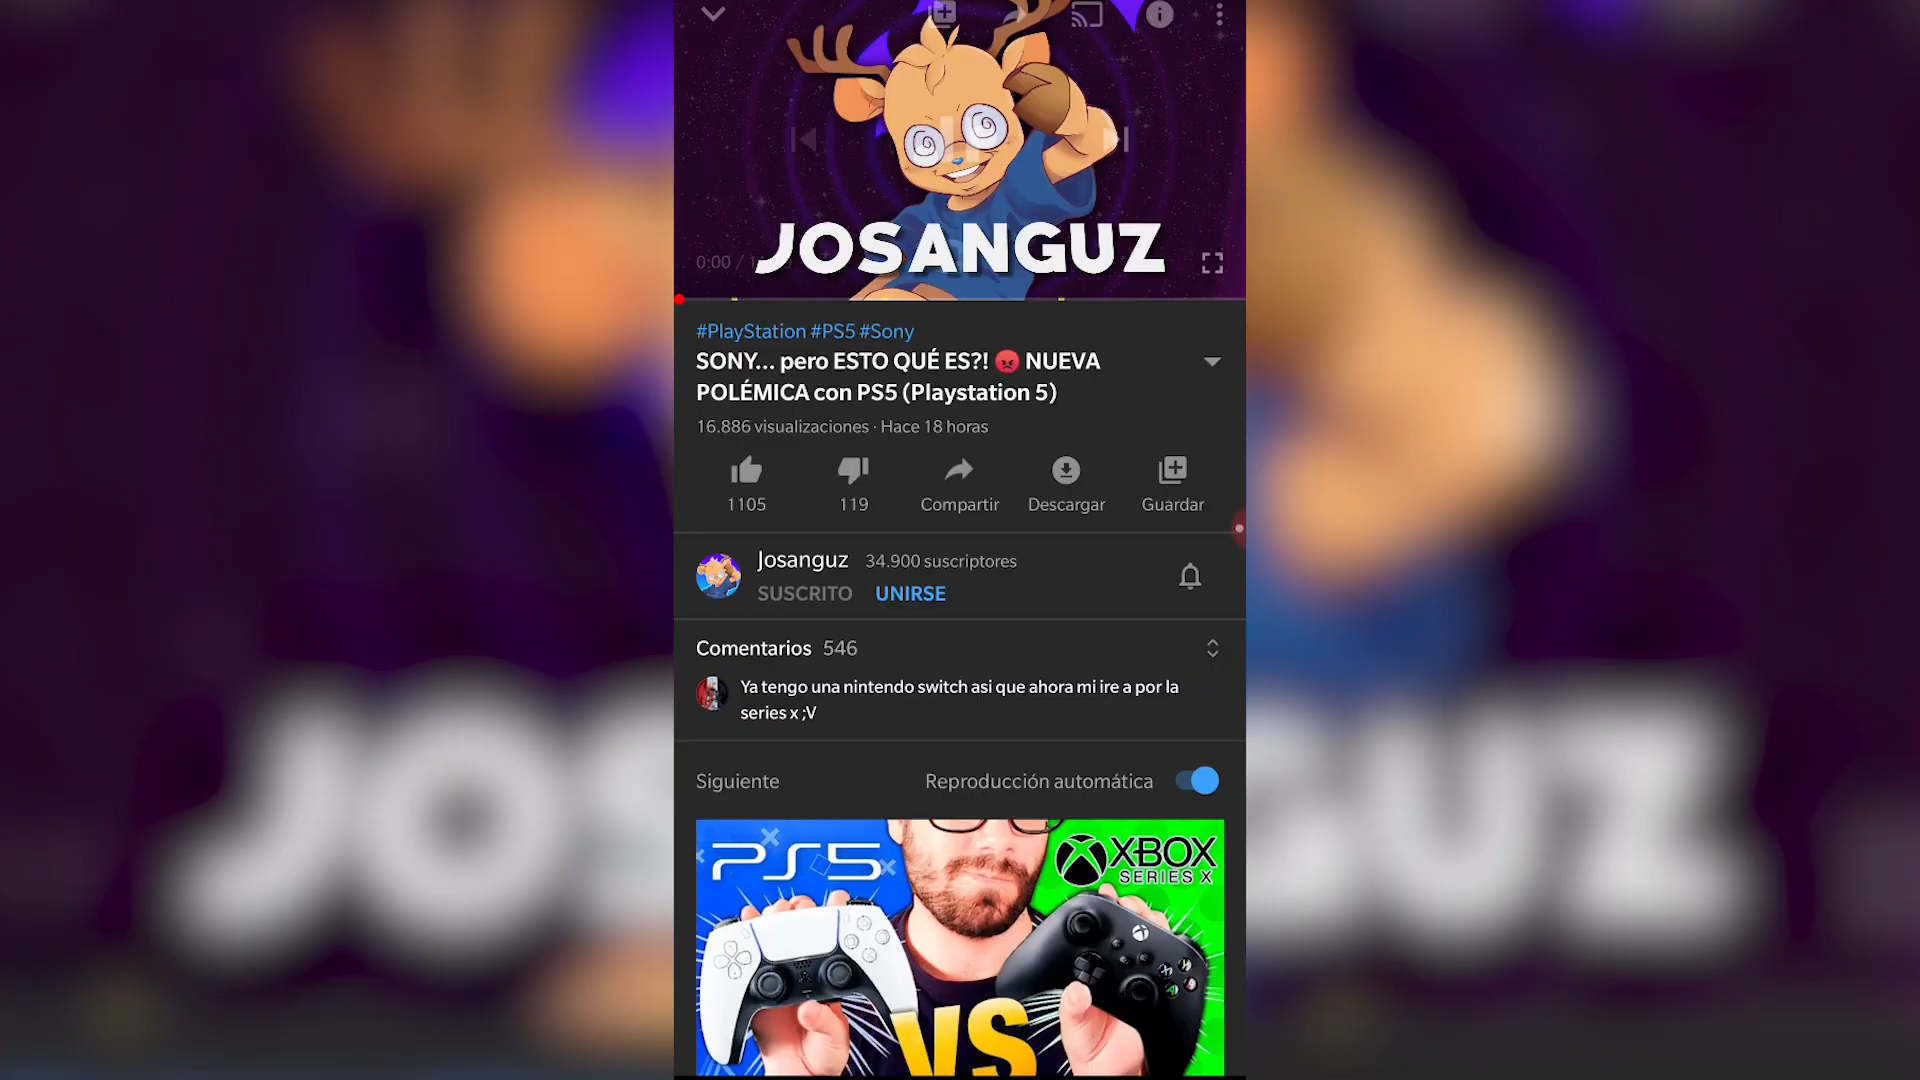 JOSANGUZ
0:00 /
#PlayStation #PS5 #Sony
SONY... pero ESTO QUÉ ES?! 😡 NUEVA
POLÉMICA con PS5 (Playstation 5)
16.886 visualizaciones · Hace 18 horas
1105
119
Compartir
Descargar
Guardar
Josanguz 34.900 suscriptores
SUSCRITO UNIRSE
Comentarios 546
Ya tengo una nintendo switch asi que ahora mi ire a por la
series x ;V
Siguiente
Reproducción automática
PS5
XBOX
SERIES X
VS